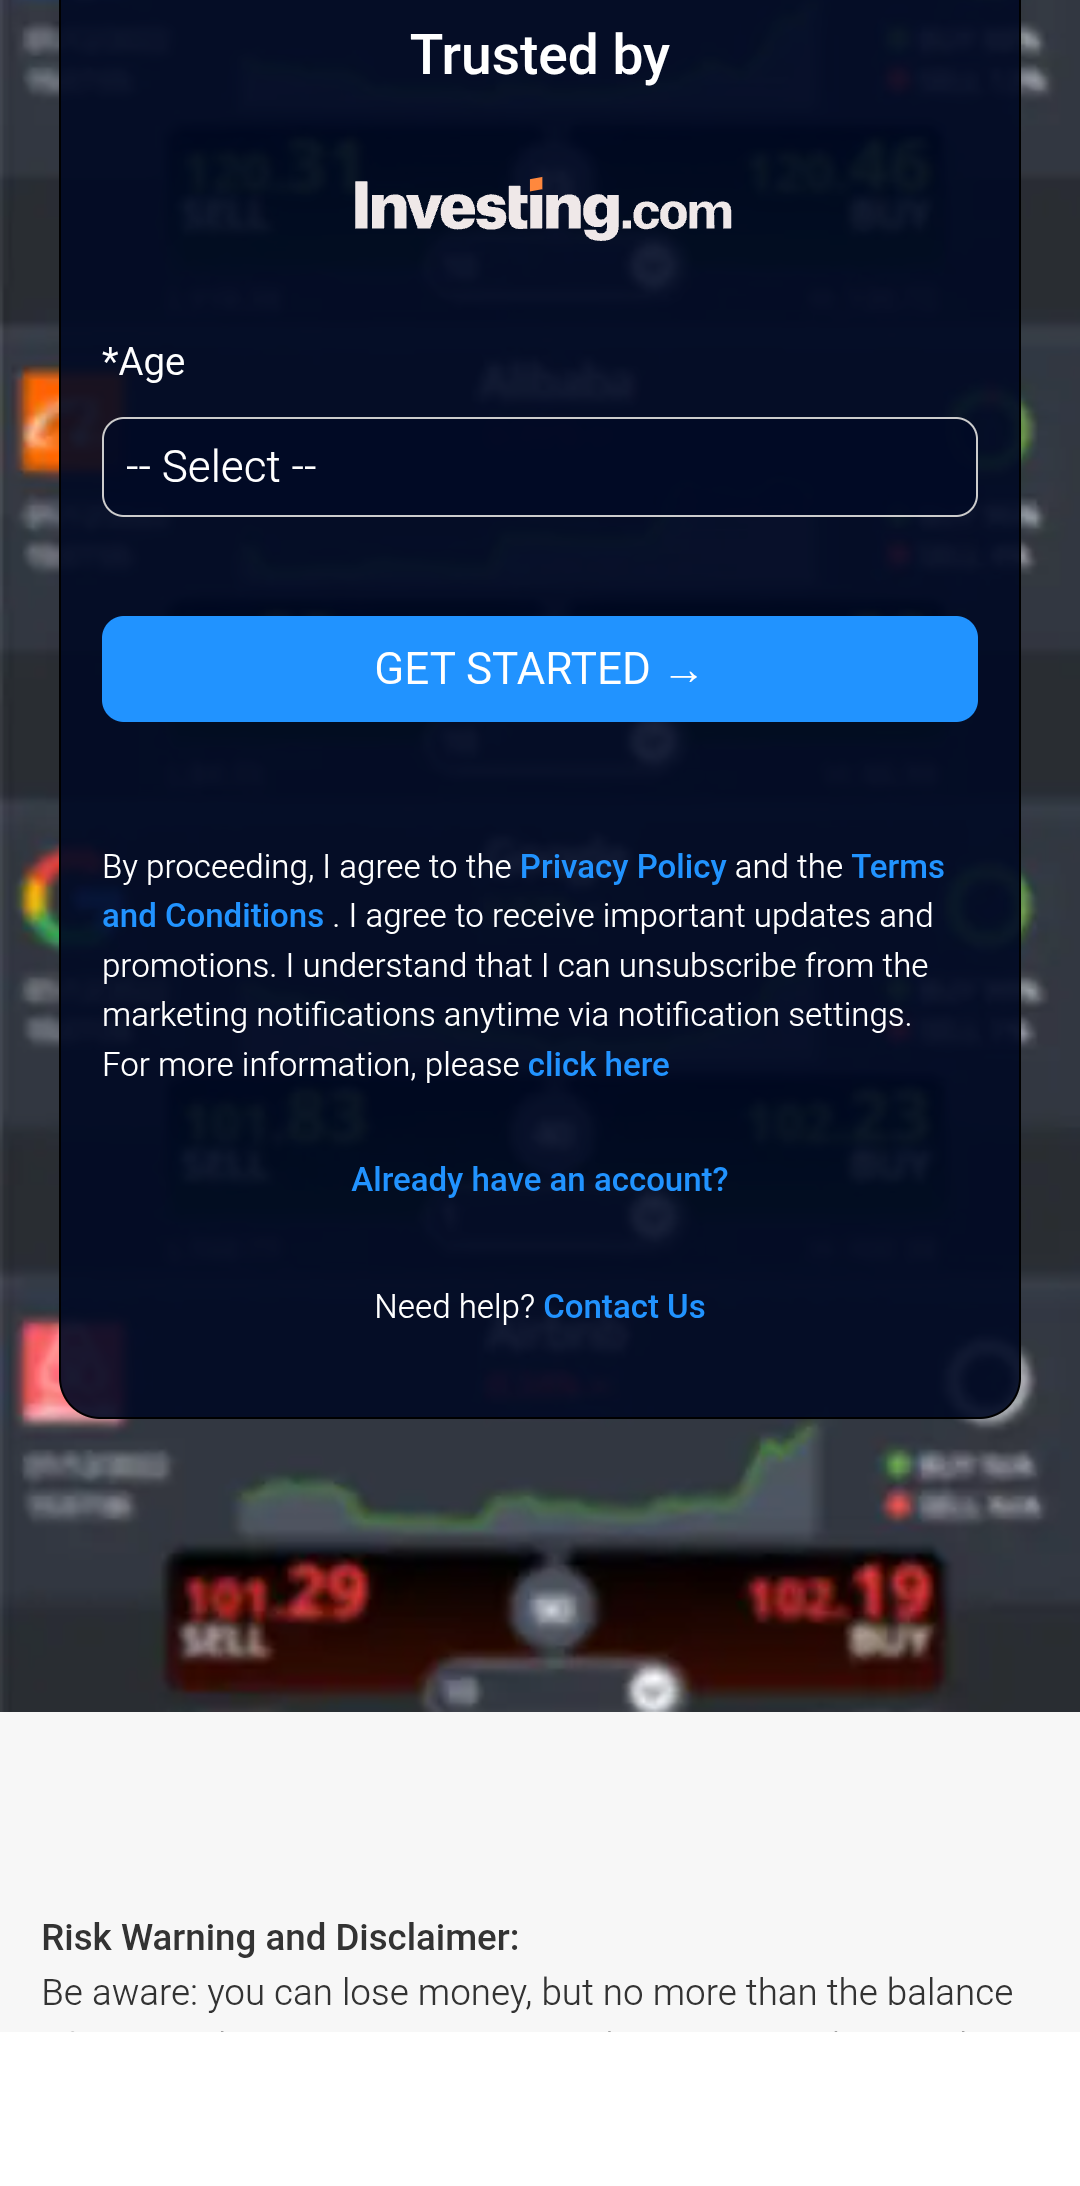 Trusted by
Investing.com
*Age
-- Select --
GET STARTED →
By proceeding, I agree to the Privacy Policy and the Terms
and Conditions . I agree to receive important updates and
promotions. I understand that I can unsubscribe from the
marketing notifications anytime via notification settings.
For more information, please click here
Already have an account?
Need help? Contact Us
101.29
SELL
90
102.19
BUY
10
Risk Warning and Disclaimer:
Be aware: you can lose money, but no more than the balance